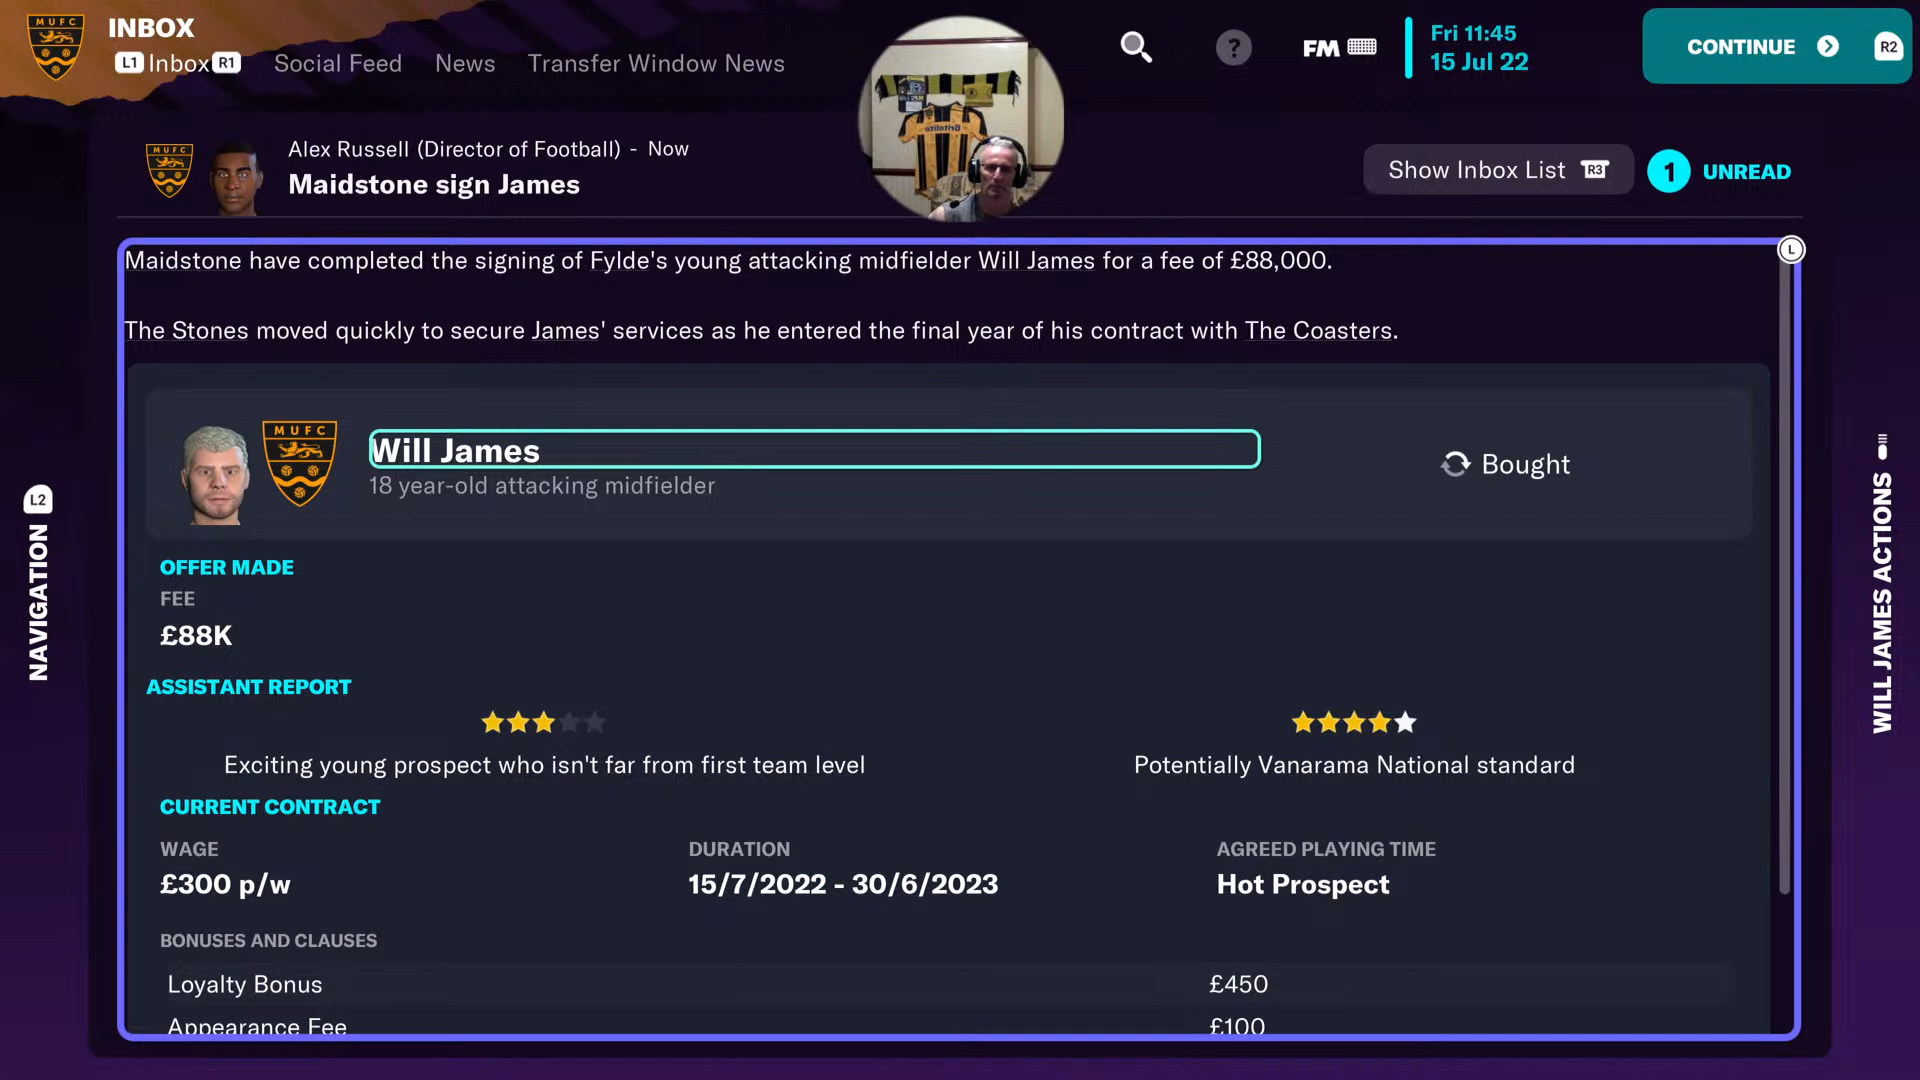 MUFC
INBOX
L1 Inbox R1 Social Feed News Transfer Window News
?
FM
Fri 11:45
15 Jul 22
CONTINUE R2
MUFC
Alex Russell (Director of Football) - Now
Maidstone sign James
Britelite
Show Inbox List R3
1 UNREAD
L
Maidstone have completed the signing of Fylde's young attacking midfielder Will James for a fee of £88,000.
The Stones moved quickly to secure James' services as he entered the final year of his contract with The Coasters.
MUFC
Will James
18 year-old attacking midfielder
Bought
OFFER MADE
FEE
£88K
ASSISTANT REPORT
Exciting young prospect who isn't far from first team level
Potentially Vanarama National standard
CURRENT CONTRACT
WAGE
£300 p/w
DURATION
15/7/2022 - 30/6/2023
AGREED PLAYING TIME
Hot Prospect
BONUSES AND CLAUSES
Loyalty Bonus £450
Appearance Fee £100
L2
NAVIGATION
WILL JAMES ACTIONS